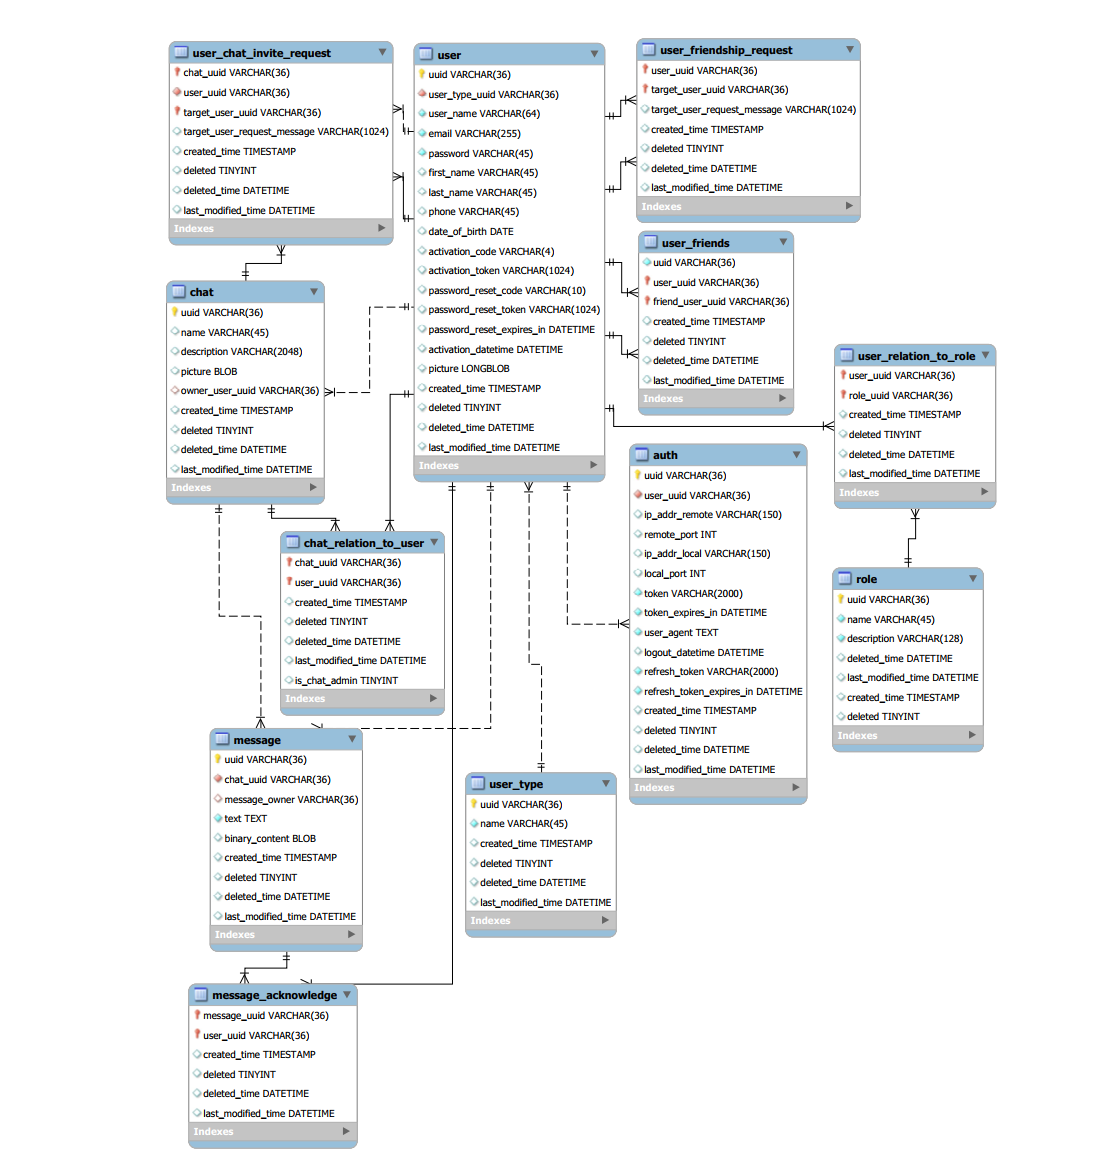 user_chat_invite_request
chat_uuid VARCHAR(36)
user_uuid VARCHAR(36)
target_user_uuid VARCHAR(36)
target_user_request_message VARCHAR(1024)
created_time TIMESTAMP
deleted TINYINT
deleted_time DATETIME
last_modified_time DATETIME
Indexes
user
uuid VARCHAR(36)
user_type_uuid VARCHAR(36)
user_name VARCHAR(64)
email VARCHAR(255)
password VARCHAR(45)
first_name VARCHAR(45)
last_name VARCHAR(45)
phone VARCHAR(45)
date_of_birth DATE
activation_code VARCHAR(4)
activation_token VARCHAR(1024)
password_reset_code VARCHAR(10)
password_reset_token VARCHAR(1024)
password_reset_expires_in DATETIME
activation_datetime DATETIME
picture LONGBLOB
created_time TIMESTAMP
deleted TINYINT
deleted_time DATETIME
last_modified_time DATETIME
Indexes
user_friendship_request
user_uuid VARCHAR(36)
target_user_uuid VARCHAR(36)
target_user_request_message VARCHAR(1024)
created_time TIMESTAMP
deleted TINYINT
deleted_time DATETIME
last_modified_time DATETIME
Indexes
user_friends
uuid VARCHAR(36)
user_uuid VARCHAR(36)
friend_user_uuid VARCHAR(36)
created_time TIMESTAMP
deleted TINYINT
deleted_time DATETIME
last_modified_time DATETIME
Indexes
chat
uuid VARCHAR(36)
name VARCHAR(45)
description VARCHAR(2048)
picture BLOB
owner_user_uuid VARCHAR(36)
created_time TIMESTAMP
deleted TINYINT
deleted_time DATETIME
last_modified_time DATETIME
Indexes
user_relation_to_role
user_uuid VARCHAR(36)
role_uuid VARCHAR(36)
created_time TIMESTAMP
deleted TINYINT
deleted_time DATETIME
last_modified_time DATETIME
Indexes
auth
uuid VARCHAR(36)
user_uuid VARCHAR(36)
ip_addr_remote VARCHAR(150)
remote_port INT
ip_addr_local VARCHAR(150)
local_port INT
token VARCHAR(2000)
token_expires_in DATETIME
user_agent TEXT
logout_datetime DATETIME
refresh_token VARCHAR(2000)
refresh_token_expires_in DATETIME
created_time TIMESTAMP
deleted TINYINT
deleted_time DATETIME
last_modified_time DATETIME
Indexes
chat_relation_to_user
chat_uuid VARCHAR(36)
user_uuid VARCHAR(36)
created_time TIMESTAMP
deleted TINYINT
deleted_time DATETIME
last_modified_time DATETIME
is_chat_admin TINYINT
Indexes
role
uuid VARCHAR(36)
name VARCHAR(45)
description VARCHAR(128)
deleted_time DATETIME
last_modified_time DATETIME
created_time TIMESTAMP
deleted TINYINT
Indexes
message
uuid VARCHAR(36)
chat_uuid VARCHAR(36)
message_owner VARCHAR(36)
text TEXT
binary_content BLOB
created_time TIMESTAMP
deleted TINYINT
deleted_time DATETIME
last_modified_time DATETIME
Indexes
user_type
uuid VARCHAR(36)
name VARCHAR(45)
created_time TIMESTAMP
deleted TINYINT
deleted_time DATETIME
last_modified_time DATETIME
Indexes
message_acknowledge
message_uuid VARCHAR(36)
user_uuid VARCHAR(36)
created_time TIMESTAMP
deleted TINYINT
deleted_time DATETIME
last_modified_time DATETIME
Indexes